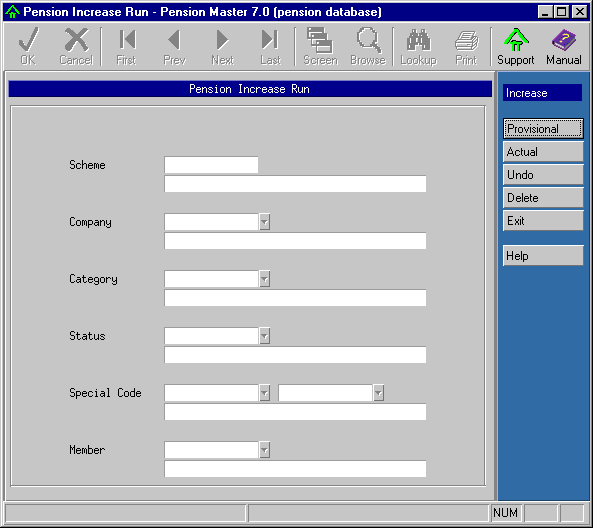 Pension Increase Run - Pension Master 7.0 (pension database)
OK Cancel First Prev Next Last Screen Browse Lookup Print Support Manual
Pension Increase Run
Increase
Provisional
Actual
Undo
Delete
Exit
Help
Scheme
Company
Category
Status
Special Code
Member
NUM